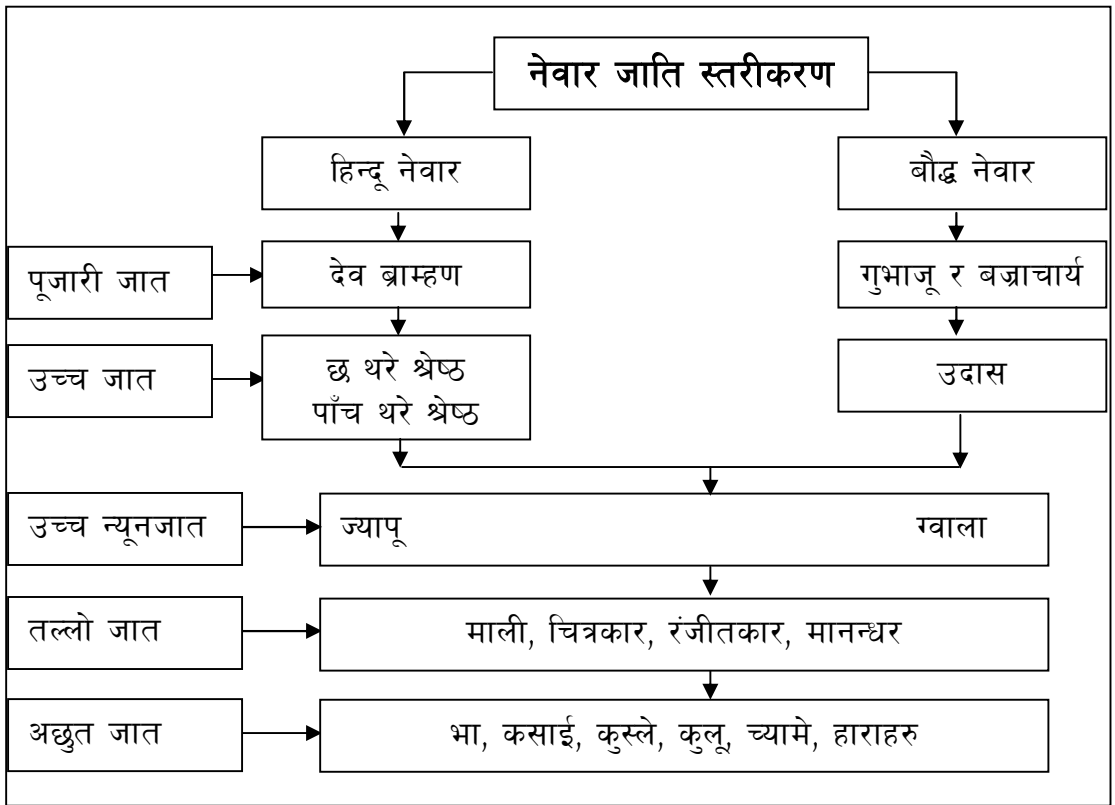 नेवार जाति स्तरीकरण
हिन्दू नेवार
बौद्ध नेवार
पूजारी जात
देव ब्राम्हण
गुभाजू र बज्राचार्य
उच्च जात
छ थरे श्रेष्ठ
पाँच थरे श्रेष्ठ
उदास
उच्च न्यूनजात
ज्यापू
ग्वाला
तल्लो जात
माली, चित्रकार, रंजीतकार, मानन्धर
अछुत जात
भा, कसाई, कुस्ले, कुलू, च्यामे, हाराहरु